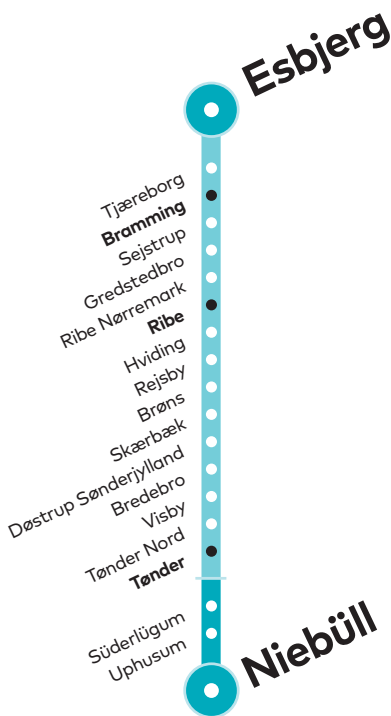 Esbjerg
Tjæreborg
Bramming
Sejstrup
Gredstedbro
Ribe Nørremark
Ribe
Hviding
Rejsby
Brøns
Skærbæk
Døstrup Sønderjylland
Bredebro
Visby
Tønder Nord
Tønder
Süderlügum
Uphusum
Niebüll